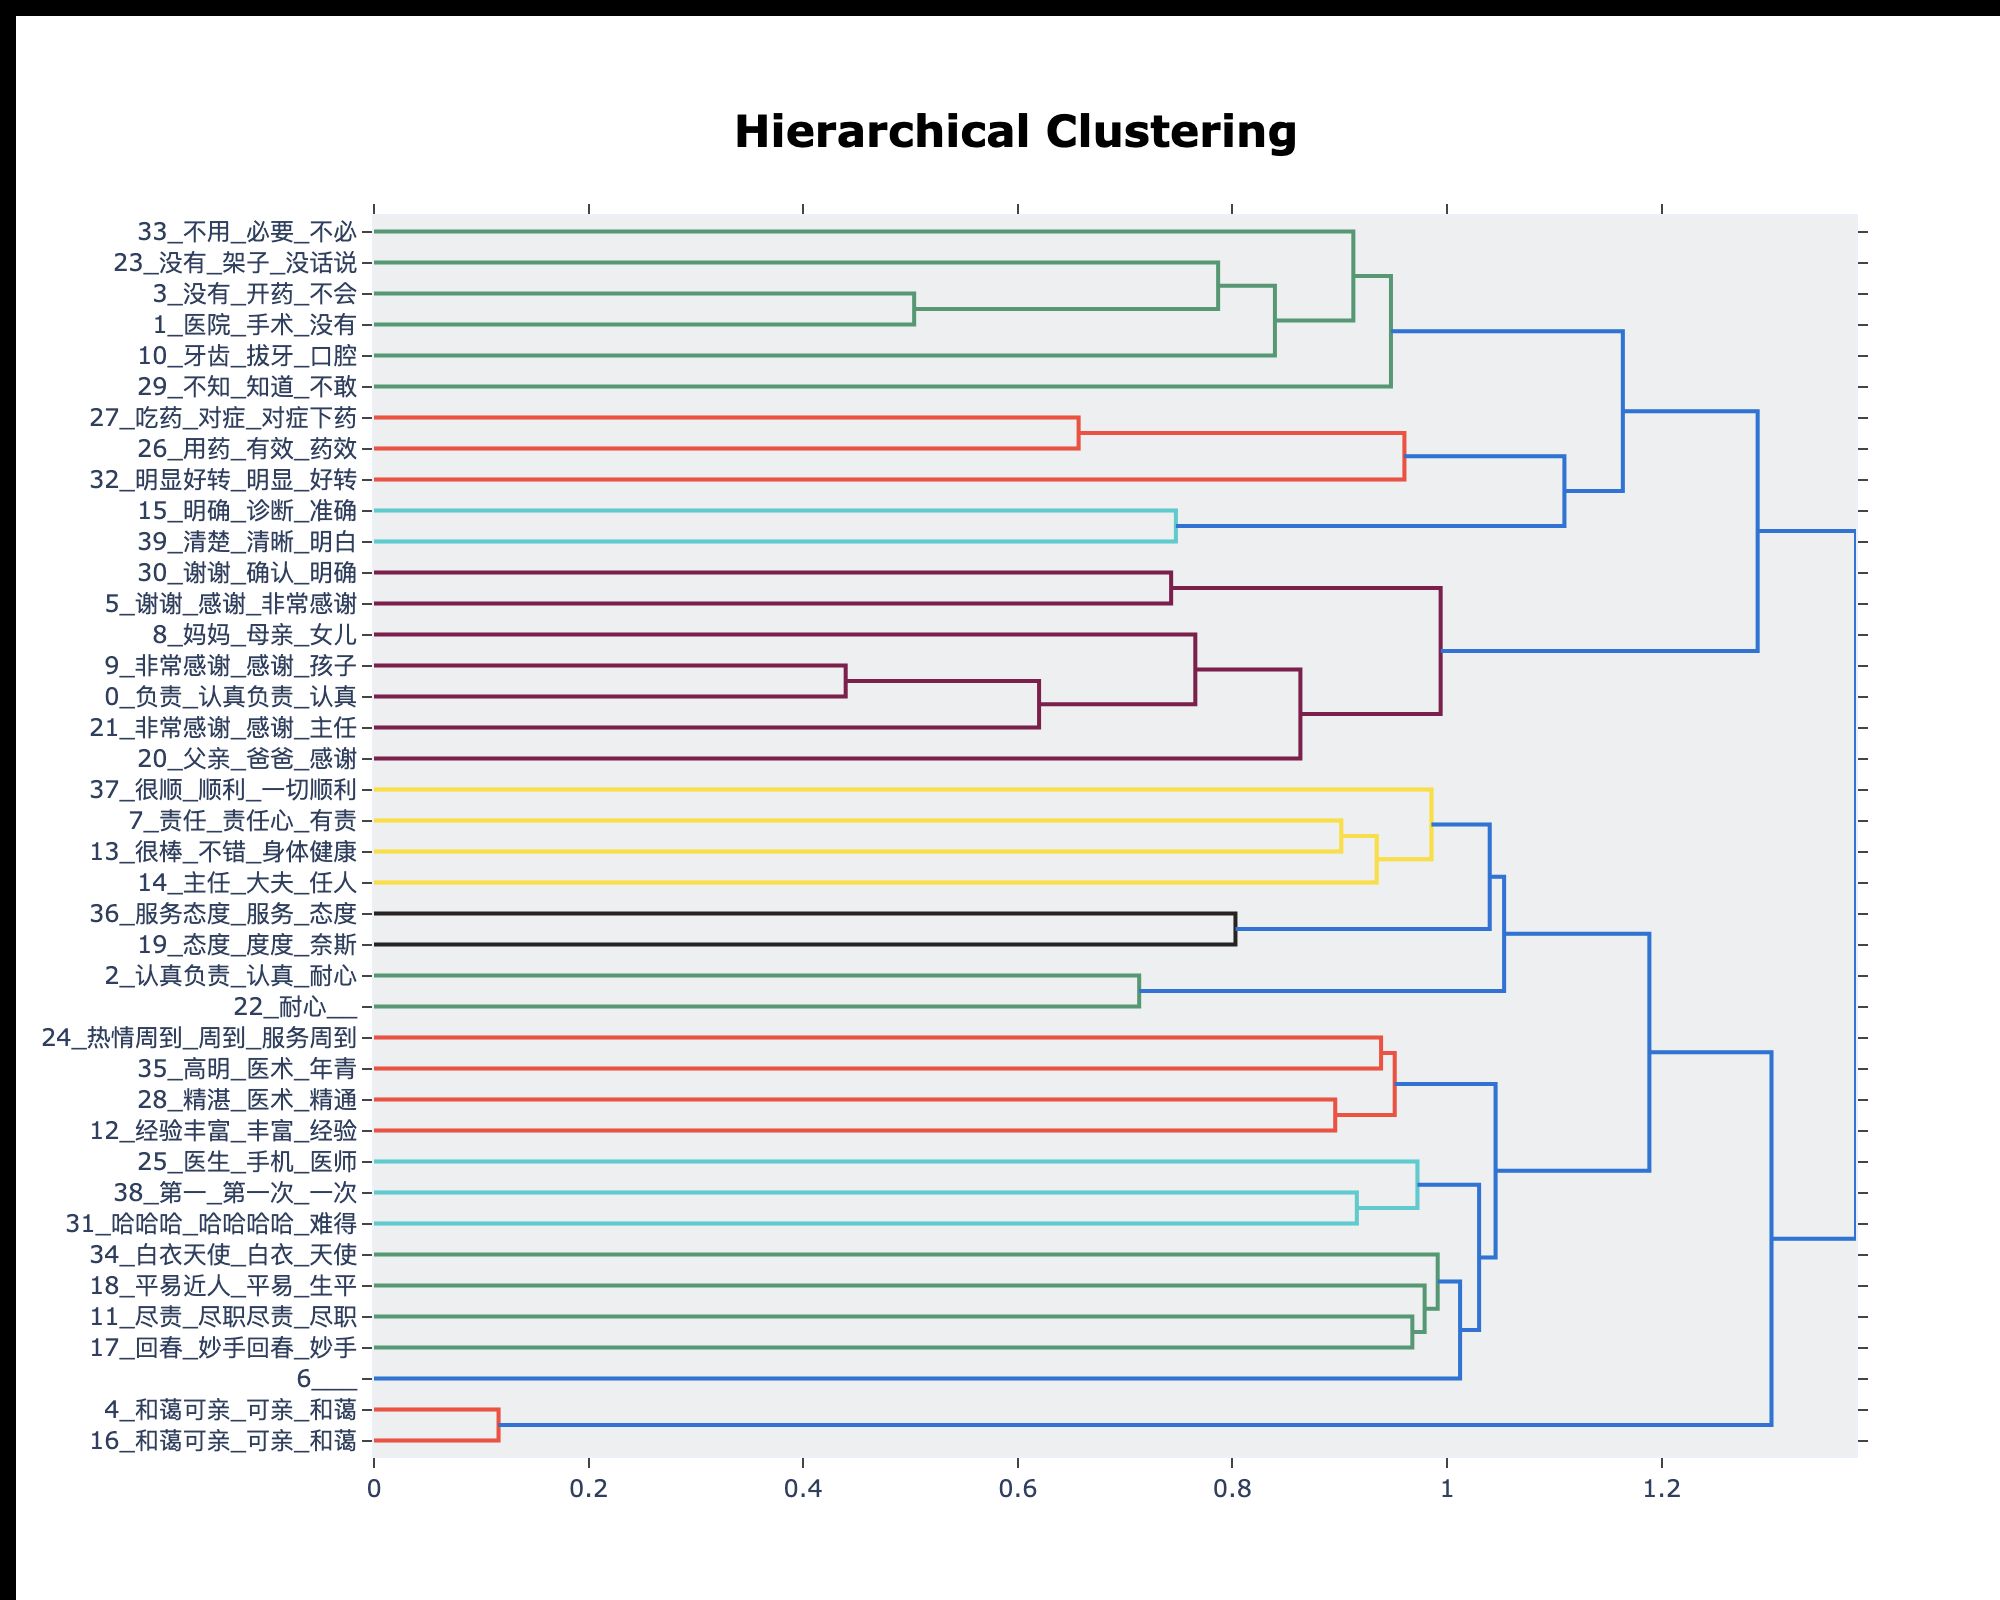 Hierarchical Clustering
33_不用_必要_不必
23_没有_架子_没话说
3_没有_开药_不会
1_医院_手术_没有
10_牙齿_拔牙_口腔
29_不知_知道_不敢
27_吃药_对症_对症下药
26_用药_有效_药效
32_明显好转_明显_好转
15_明确_诊断_准确
39_清楚_清晰_明白
30_谢谢_确认_明确
5_谢谢_感谢_非常感谢
8_妈妈_母亲_女儿
9_非常感谢_感谢_孩子
0_负责_认真负责_认真
21_非常感谢_感谢_主任
20_父亲_爸爸_感谢
37_很顺_顺利_一切顺利
7_责任_责任心_有责
13_很棒_不错_身体健康
14_主任_大夫_任人
36_服务态度_服务_态度
19_态度_度度_奈斯
2_认真负责_认真_耐心
22_耐心__
24_热情周到_周到_服务周到
35_高明_医术_年青
28_精湛_医术_精通
12_经验丰富_丰富_经验
25_医生_手机_医师
38_第一_第一次_一次
31_哈哈哈_哈哈哈哈_难得
34_白衣天使_白衣_天使
18_平易近人_平易_生平
11_尽责_尽职尽责_尽职
17_回春_妙手回春_妙手
6___
4_和蔼可亲_可亲_和蔼
16_和蔼可亲_可亲_和蔼
0 0.2 0.4 0.6 0.8 1 1.2